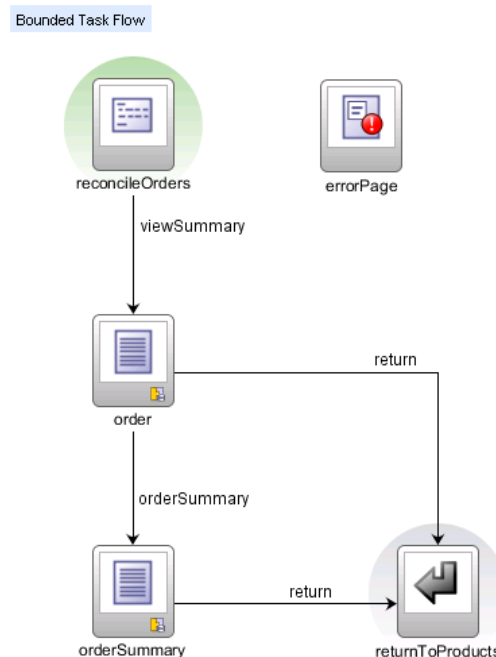 Bounded Task Flow
reconcileOrders
errorPage
viewSummary
return
order
orderSummary
return
orderSummary
returnToProducts